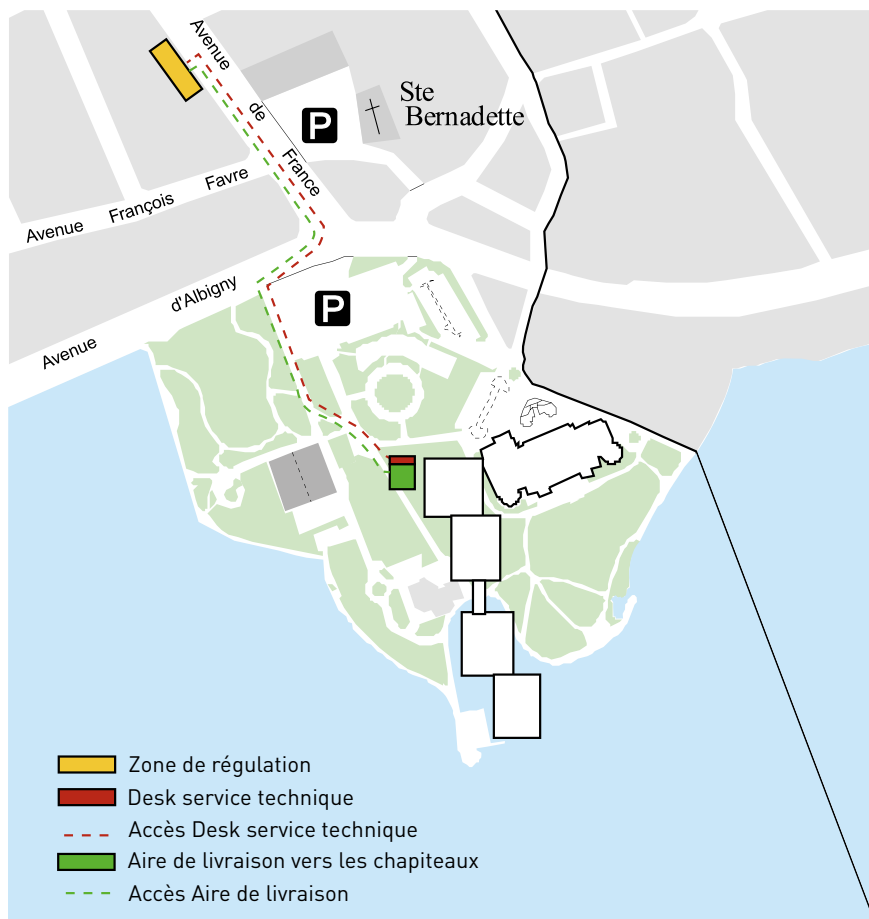 Avenue
de
France
Ste
Bernadette
P
Avenue François Favre
P
Avenue d'Albigny
Zone de régulation
Desk service technique
Accès Desk service technique
Aire de livraison vers les chapiteaux
Accès Aire de livraison